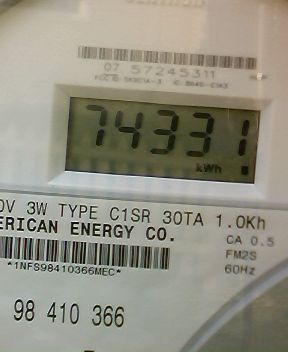 07 57245311
74331
kWh
0V 3W TYPE C1SR 30TA 1.0Kh
ERICAN ENERGY CO.
CA 0.5
FM2S
60Hz
*1NFS98410366MEC*
98 410 366